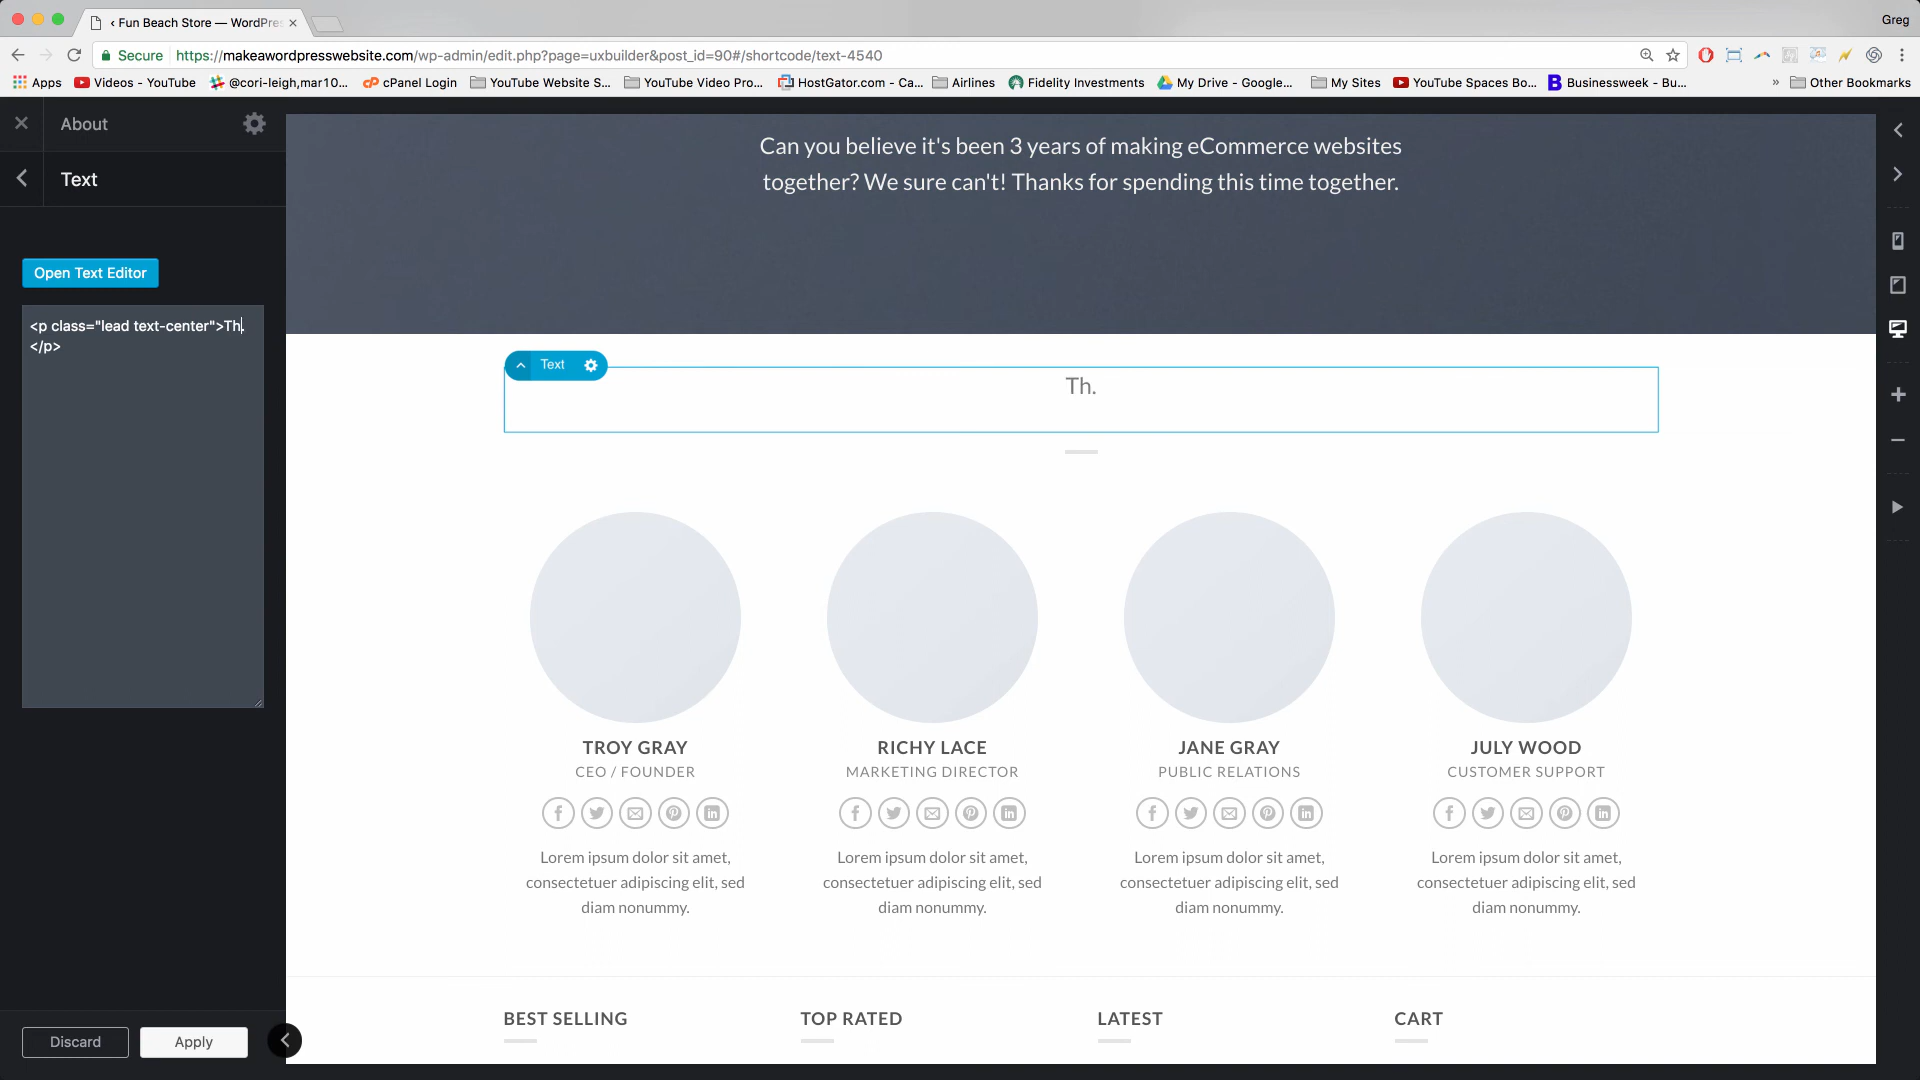 ‹ Fun Beach Store — WordPre
Greg
Secure https://makeawordpresswebsite.com/wp-admin/edit.php?page=uxbuilder&post_id=90#/shortcode/text-4540
Apps Videos - YouTube @cori-leigh,mar10... cPanel Login YouTube Website S... YouTube Video Pro... HostGator.com - Ca... Airlines Fidelity Investments My Drive - Google... My Sites YouTube Spaces Bo... Businessweek - Bu... » Other Bookmarks
About
Text
Open Text Editor
<p class="lead text-center">Th.
</p>
Discard Apply
Can you believe it's been 3 years of making eCommerce websites
together? We sure can't! Thanks for spending this time together.
Text
Th.
TROY GRAY RICHY LACE JANE GRAY JULY WOOD
CEO / FOUNDER MARKETING DIRECTOR PUBLIC RELATIONS CUSTOMER SUPPORT
Lorem ipsum dolor sit amet, Lorem ipsum dolor sit amet, Lorem ipsum dolor sit amet, Lorem ipsum dolor sit amet,
consectetuer adipiscing elit, sed consectetuer adipiscing elit, sed consectetuer adipiscing elit, sed consectetuer adipiscing elit, sed
diam nonummy. diam nonummy. diam nonummy. diam nonummy.
BEST SELLING TOP RATED LATEST CART